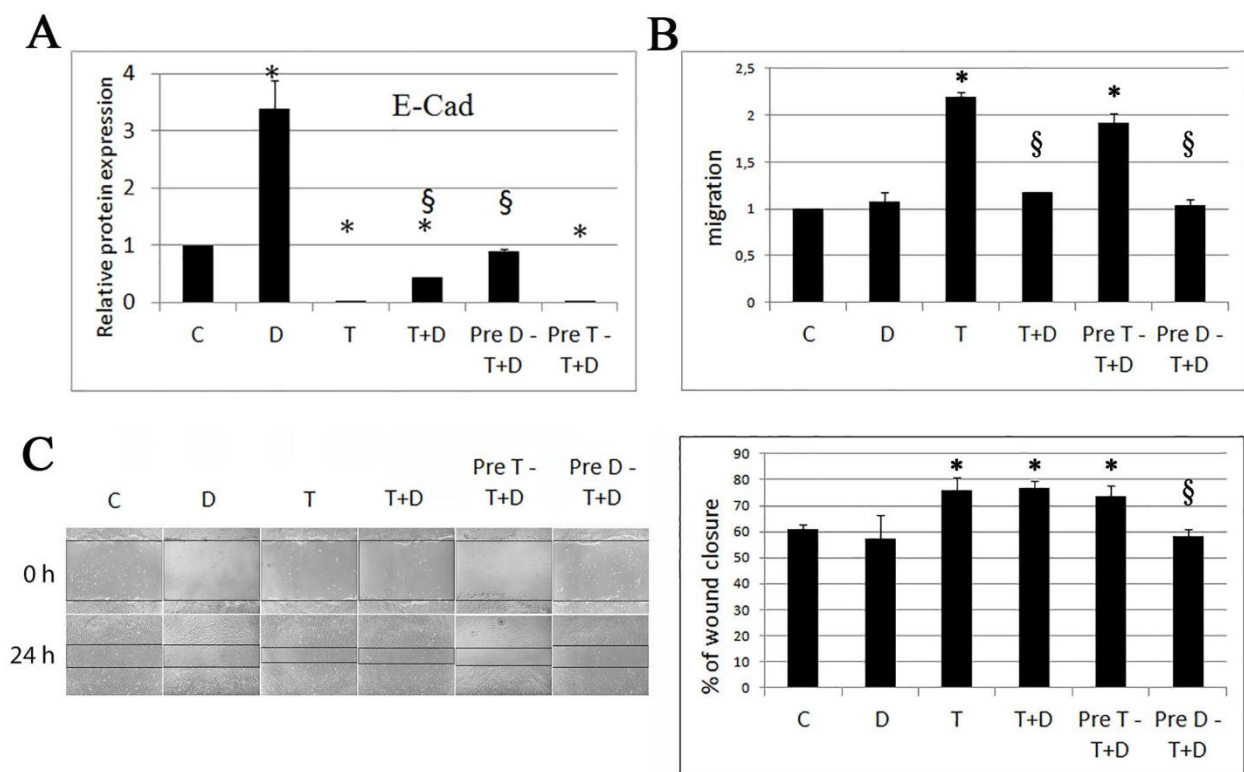 A
Relative protein expression
4
3
2
1
0
E-Cad
*
*
§
*
§
*
C
D
T
T+D
Pre D -
T+D
Pre T -
T+D
B
migration
2,5
2
1,5
1
0,5
0
*
§
*
§
C
D
T
T+D
Pre T -
T+D
Pre D -
T+D
C
C
D
T
T+D
Pre T -
T+D
Pre D -
T+D
0 h
24 h
% of wound closure
90
80
70
60
50
40
30
20
10
0
*
*
*
§
C
D
T
T+D
Pre T -
T+D
Pre D -
T+D